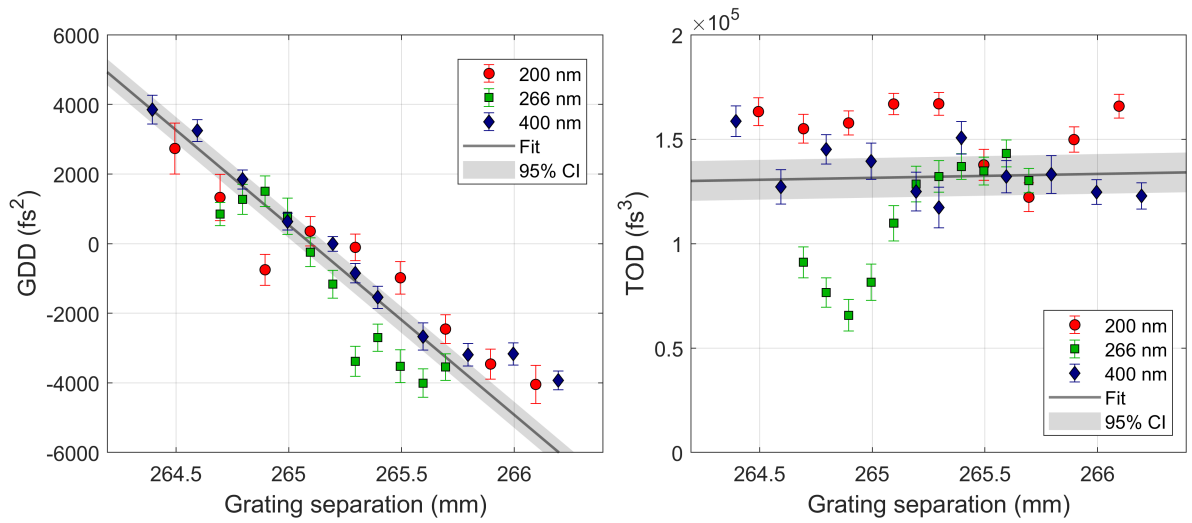 6000
4000
2000
0
-2000
-4000
-6000
GDD (fs²)
264.5
265
265.5
266
Grating separation (mm)
200 nm
266 nm
400 nm
Fit
95% CI
×10⁵
2
1.5
1
0.5
0
TOD (fs³)
264.5
265
265.5
266
Grating separation (mm)
200 nm
266 nm
400 nm
Fit
95% CI